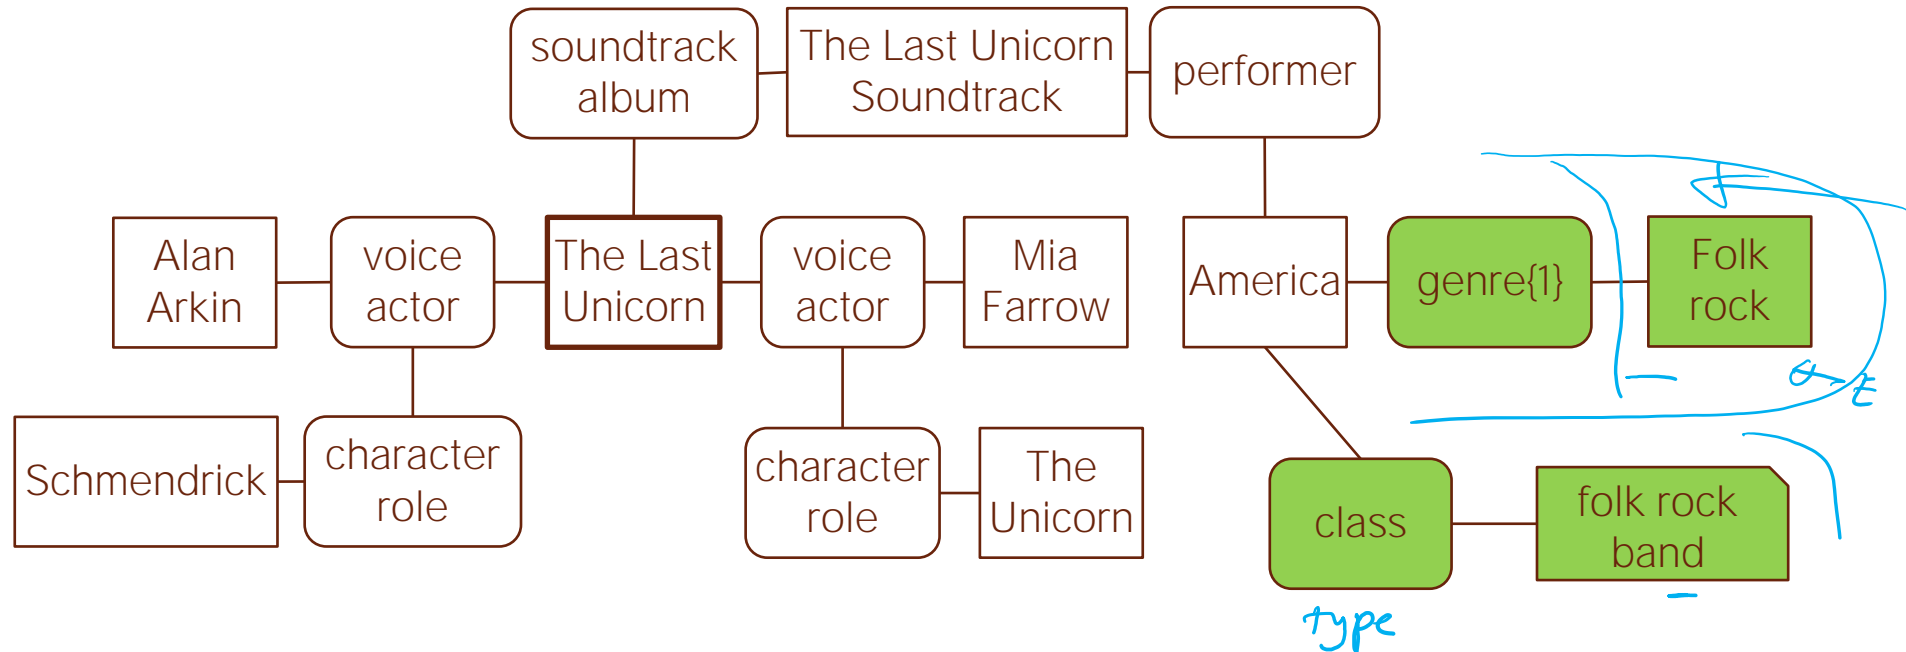 soundtrack
album
The Last Unicorn
Soundtrack
performer
Alan
Arkin
voice
actor
The Last
Unicorn
voice
actor
Mia
Farrow
America
genre{1}
Folk
rock
Schmendrick
character
role
character
role
The
Unicorn
class
folk rock
band
type